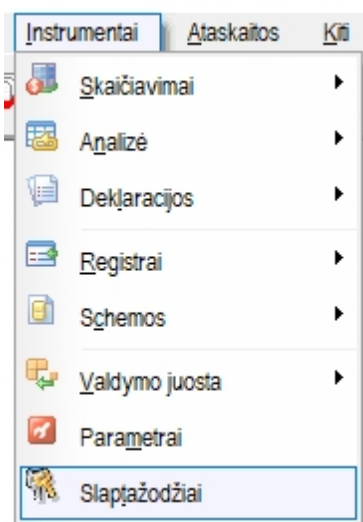 Instrumentai Ataskaitos Kiti
Skaičiavimai
Analizė
Deklaracijos
Registrai
Schemos
Valdymo juosta
Parametrai
Slaptažodžiai